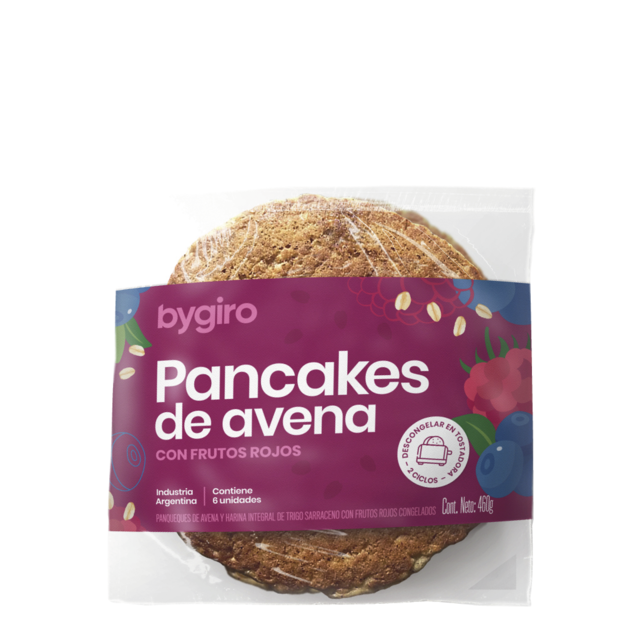 bygiro
Pancakes
de avena
CON FRUTOS ROJOS
DESCONGELAR EN TOSTADORA
- 2 CICLOS -
Industria
Argentina
Contiene
6 unidades
PANQUEQUES DE AVENA Y HARINA INTEGRAL DE TRIGO SARRACENO CON FRUTOS ROJOS CONGELADOS
Cont. Neto: 460g